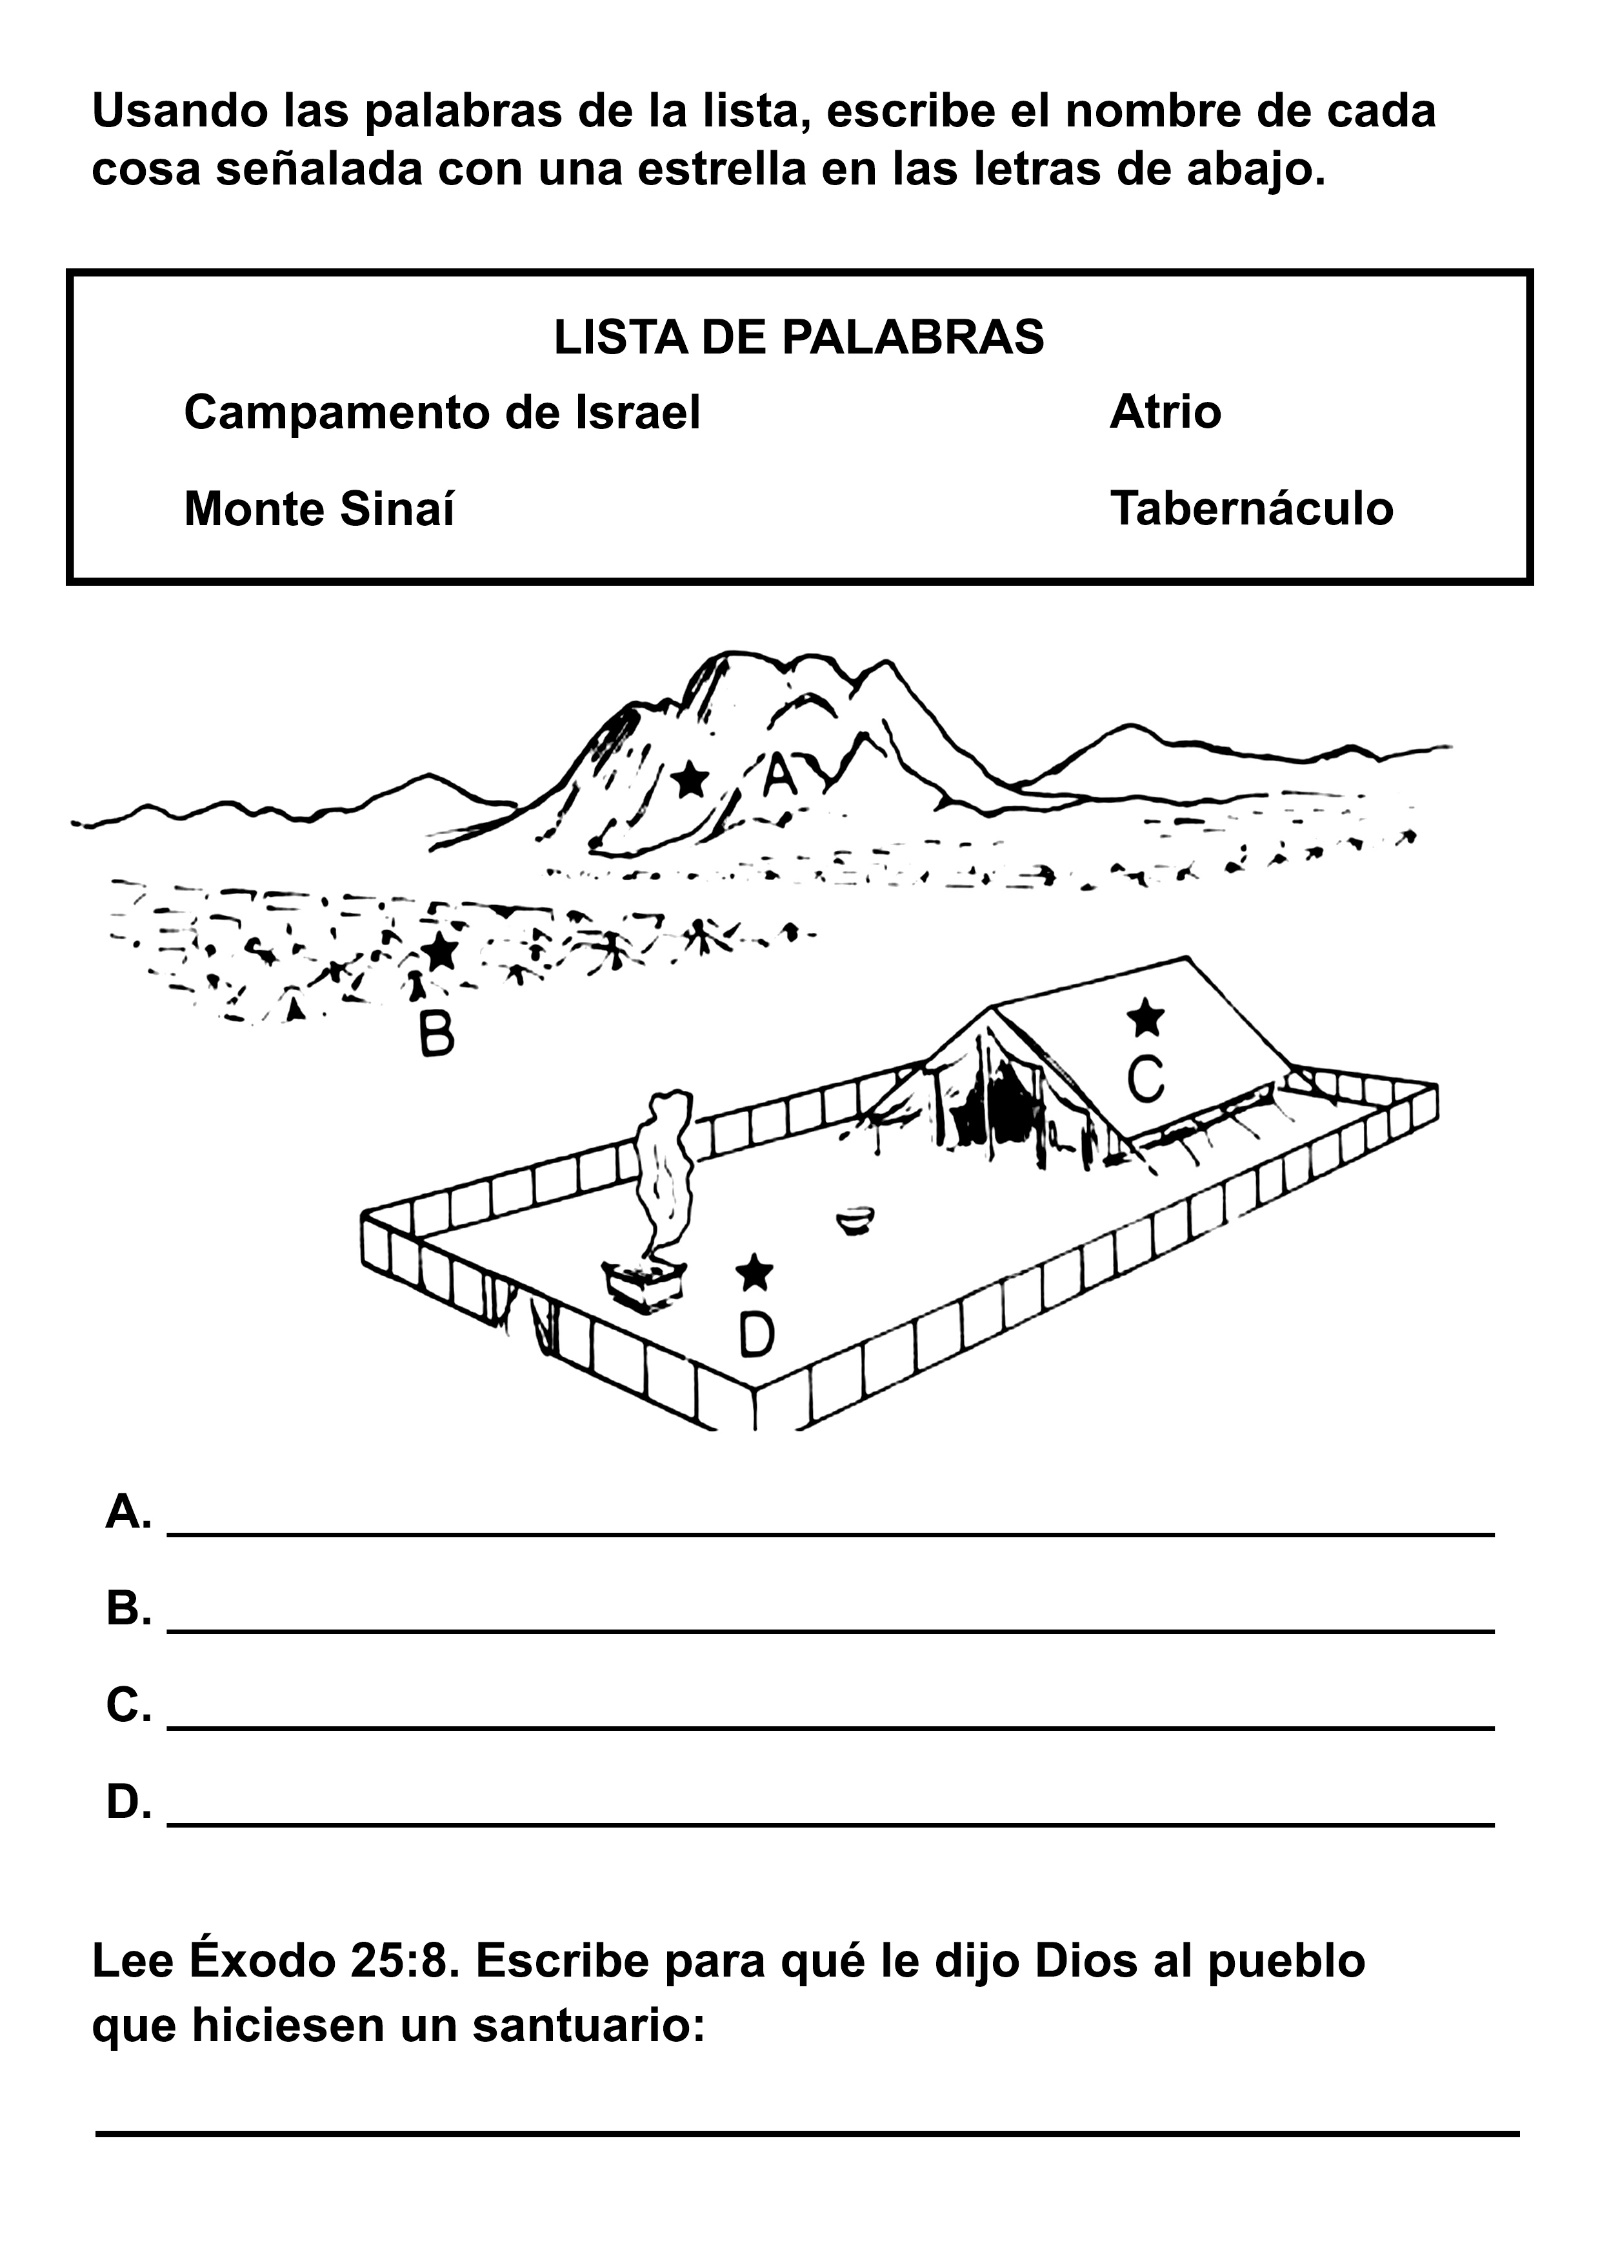 Usando las palabras de la lista, escribe el nombre de cada
cosa señalada con una estrella en las letras de abajo.
LISTA DE PALABRAS
Campamento de Israel Atrio
Monte Sinaí Tabernáculo
A
B
C
D
A.
B.
C.
D.
Lee Éxodo 25:8. Escribe para qué le dijo Dios al pueblo
que hiciesen un santuario: